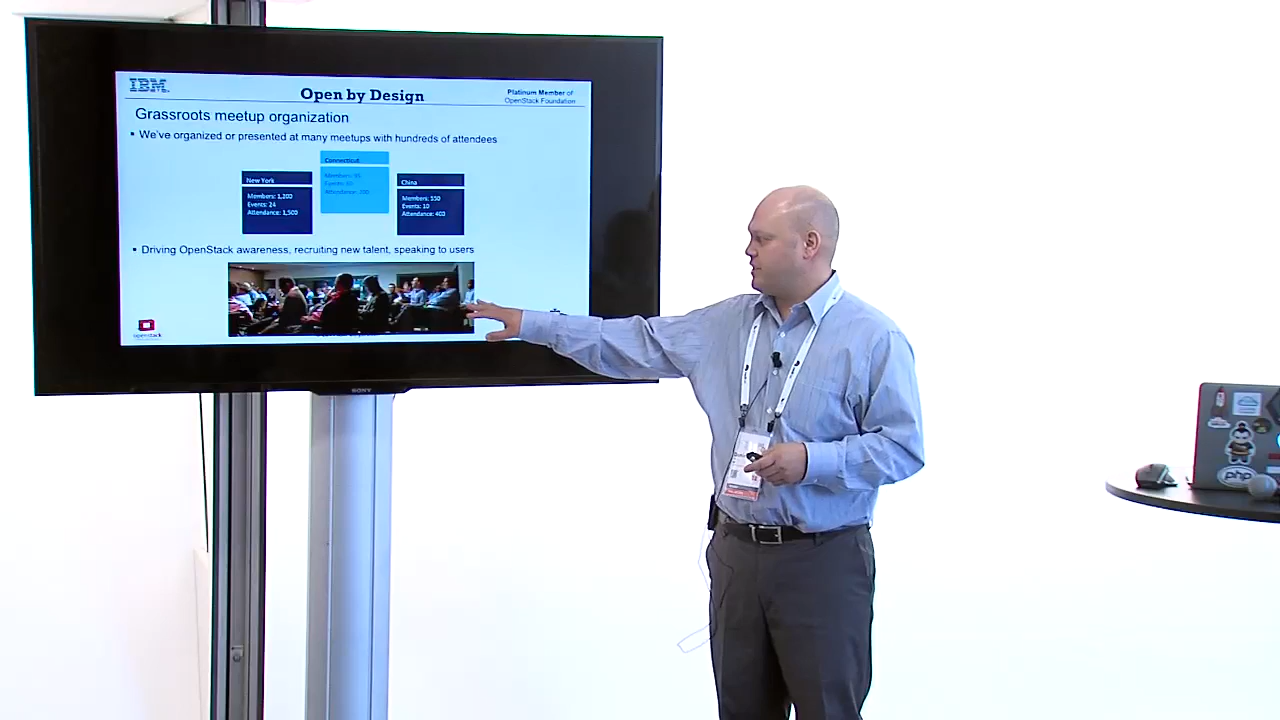 IBM
Open by Design
Platinum Member of
OpenStack Foundation
Grassroots meetup organization
• We've organized or presented at many meetups with hundreds of attendees
Connecticut
New York
Members: 1,200
Events: 24
Attendance: 1,500
China
Members: 550
Events: 10
Attendance: 400
• Driving OpenStack awareness, recruiting new talent, speaking to users
openstack
SONY
php